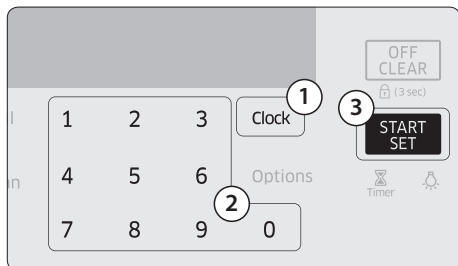 OFF
CLEAR
(3 sec)
1
3
l
1 2 3 Clock
START
SET
an
4 5 6 Options
2
Timer
7 8 9 0